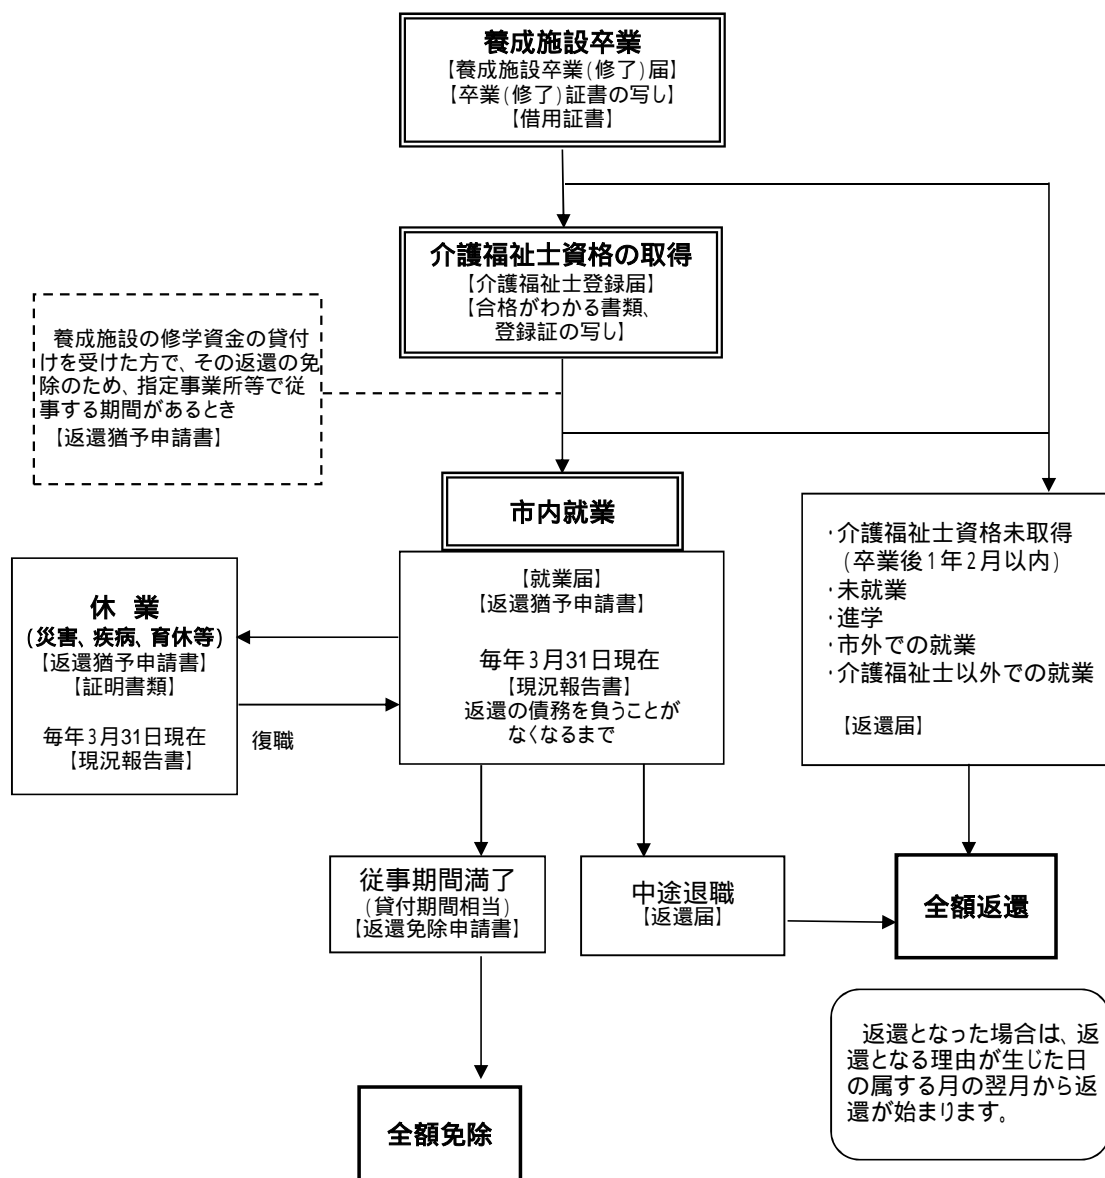 養成施設卒業
【養成施設卒業(修了)届】
【卒業(修了)証書の写し】
【借用証書】
介護福祉士資格の取得
【介護福祉士登録届】
【合格がわかる書類、
登録証の写し】
養成施設の修学資金の貸付
けを受けた方で、その返還の免
除のため、指定事業所等で従
事する期間があるとき
【返還猶予申請書】
市内就業
【就業届】
【返還猶予申請書】
毎年3月31日現在
【現況報告書】
返還の債務を負うことが
なくなるまで
休 業
(災害、疾病、育休等)
【返還猶予申請書】
【証明書類】
毎年3月31日現在
【現況報告書】
復職
・介護福祉士資格未取得
(卒業後1年2月以内)
・未就業
・進学
・市外での就業
・介護福祉士以外での就業
【返還届】
従事期間満了
(貸付期間相当)
【返還免除申請書】
中途退職
【返還届】
全額返還
返還となった場合は、返
還となる理由が生じた日
の属する月の翌月から返
還が始まります。
全額免除